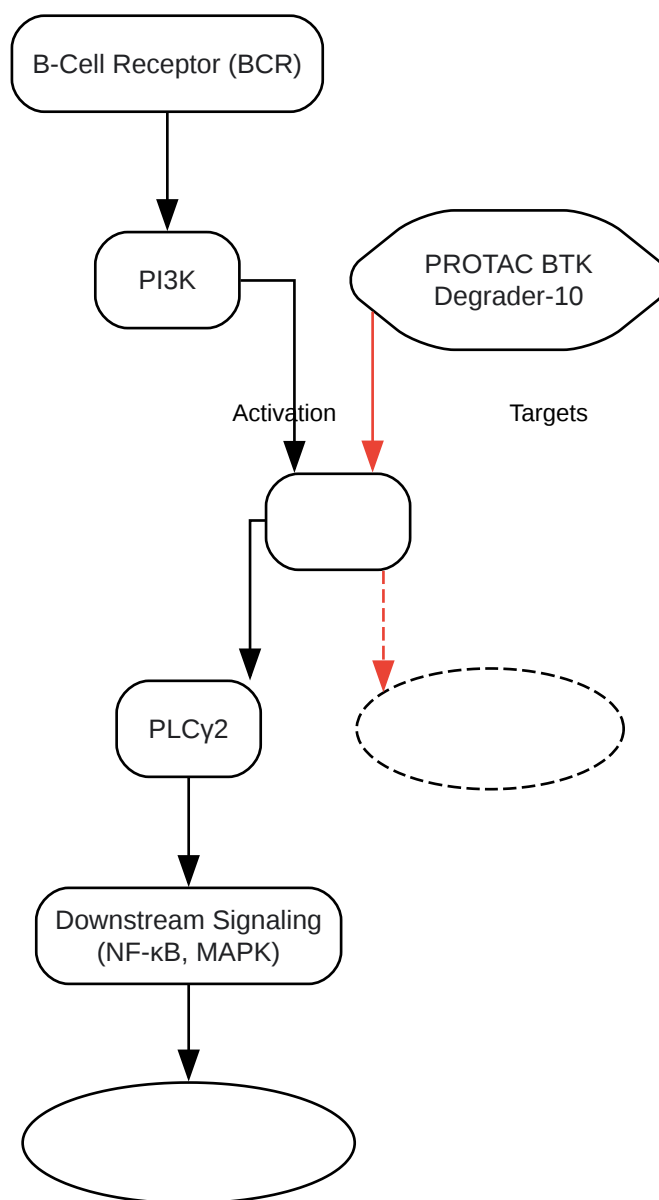 B-Cell Receptor (BCR)
PI3K
PROTAC BTK
Degrader-10
Activation
Targets
PLCγ2
Downstream Signaling
(NF-κB, MAPK)